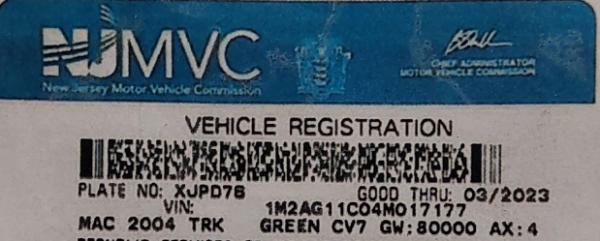 NJMVC
New Jersey Motor Vehicle Commission
CHIEF ADMINISTRATOR
MOTOR VEHICLE COMMISSION
VEHICLE REGISTRATION
PLATE NO: XJPD76 GOOD THRU: 03/2023
VIN: 1M2AG11C04M017177
MAC 2004 TRK GREEN CV7 GW:80000 AX:4